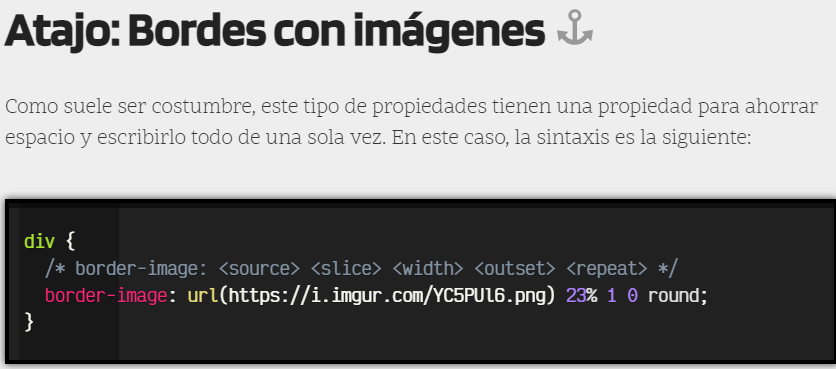 Atajo: Bordes con imágenes
Como suele ser costumbre, este tipo de propiedades tienen una propiedad para ahorrar
espacio y escribirlo todo de una sola vez. En este caso, la sintaxis es la siguiente:
div {
/* border-image: <source> <slice> <width> <outset> <repeat> */
border-image: url(https://i.imgur.com/YC5PUl6.png) 23% 1 0 round;
}